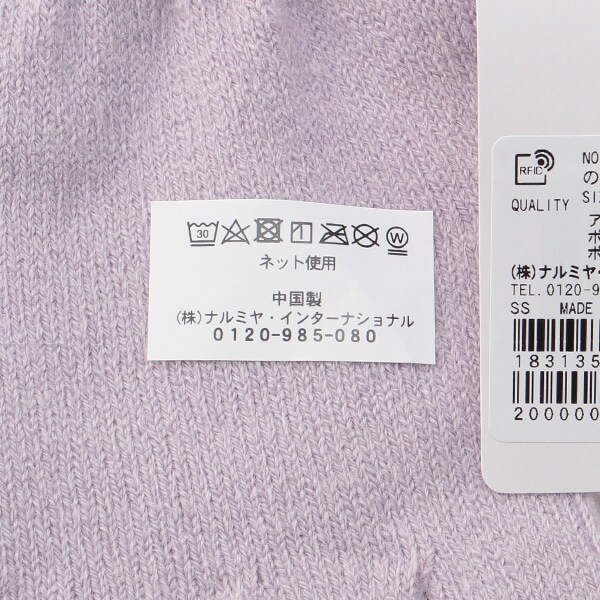 30 W
ネット使用
中国製
(株)ナルミヤ・インターナショナル
0120-985-080
RFID
NO
の
SI
QUALITY
ア
ポ
ポ
(株)ナルミヤ・
TEL.0120-9
SS MADE
183135
200000